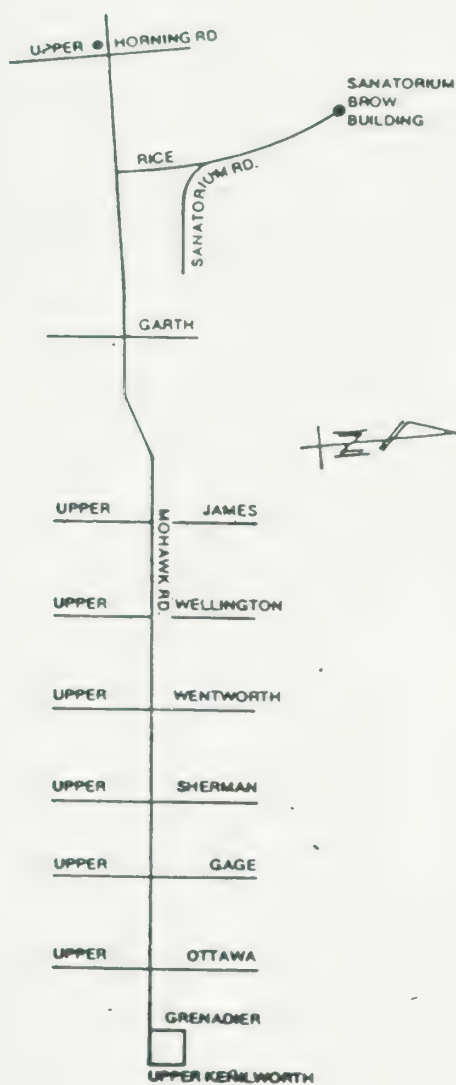 UPPER HORNING RD
SANATORIUM
BROW
BUILDING
RICE
SANATORIUM RD.
GARTH
N
UPPER JAMES
MOHAWK RD.
UPPER WELLINGTON
UPPER WENTWORTH
UPPER SHERMAN
UPPER GAGE
UPPER OTTAWA
GRENADIER
UPPER KENILWORTH